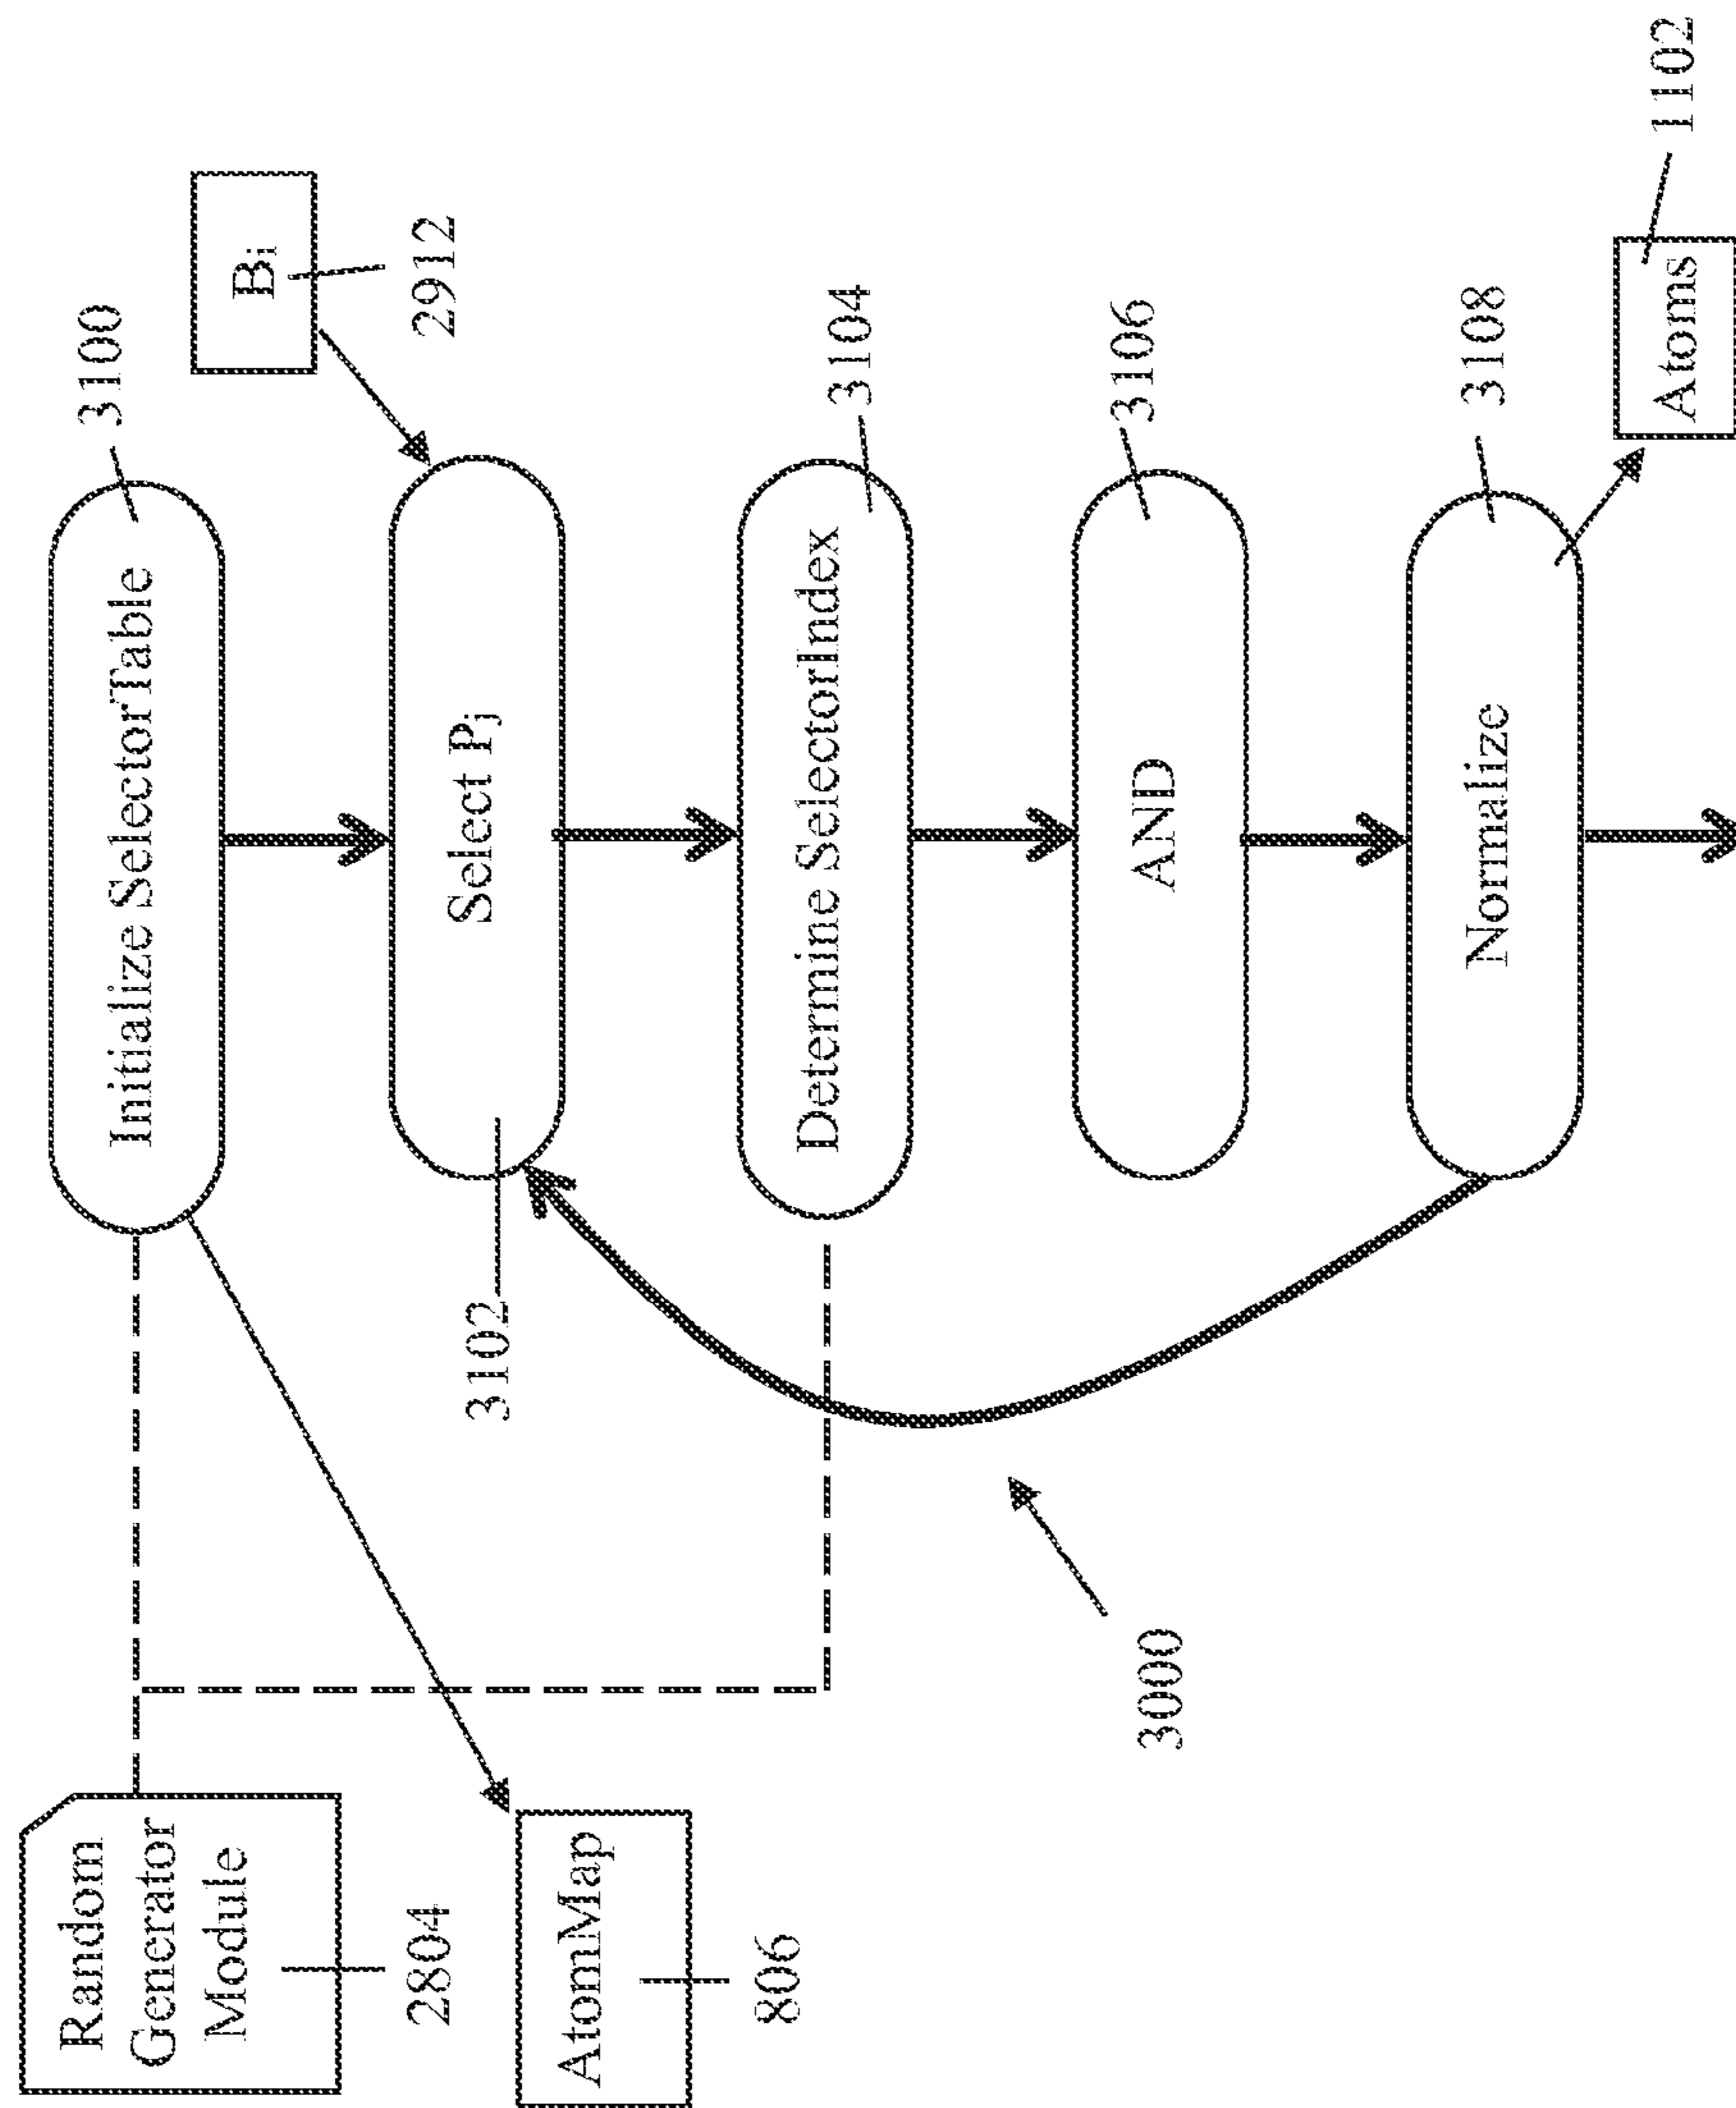 Random
Generator
Module
2804
AtomMap
806
Initialize SelectorTable
3100
Bi
2912
Select Pj
3102
Determine SelectorIndex
3104
AND
3106
Normalize
3108
Atoms
1102
3000